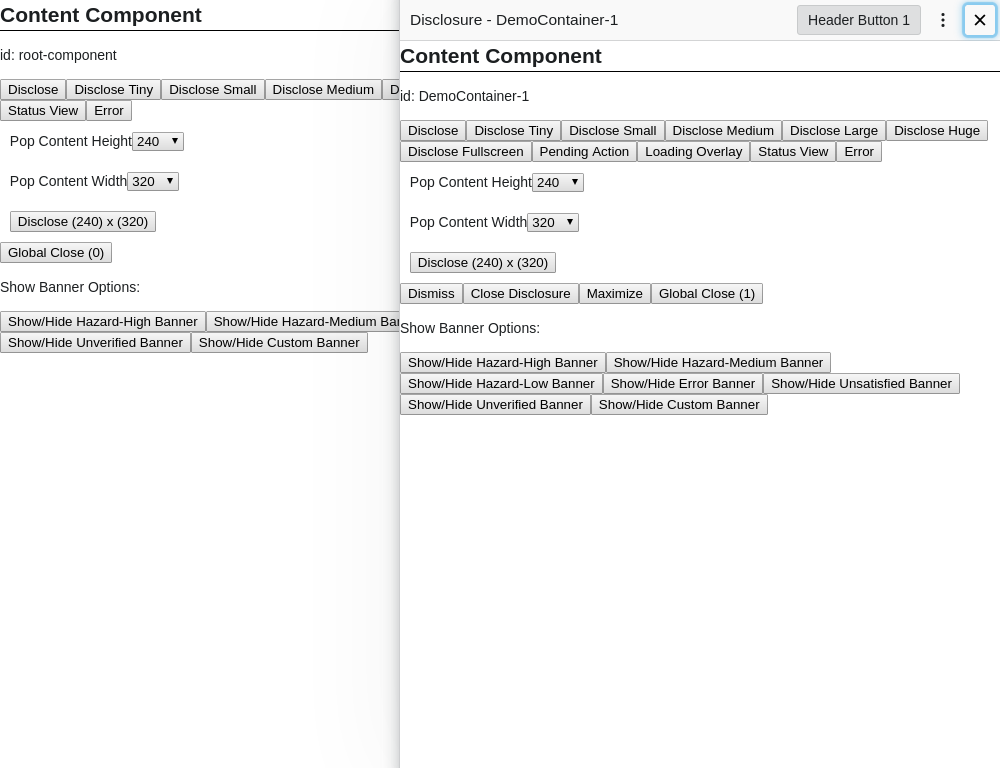 Content Component
id: root-component
Disclose Disclose Tiny Disclose Small Disclose Medium D
Status View Error
Pop Content Height 240
Pop Content Width 320
Disclose (240) x (320)
Global Close (0)
Show Banner Options:
Show/Hide Hazard-High Banner Show/Hide Hazard-Medium Ba
Show/Hide Unverified Banner Show/Hide Custom Banner
Disclosure - DemoContainer-1 Header Button 1
Content Component
id: DemoContainer-1
Disclose Disclose Tiny Disclose Small Disclose Medium Disclose Large Disclose Huge
Disclose Fullscreen Pending Action Loading Overlay Status View Error
Pop Content Height 240
Pop Content Width 320
Disclose (240) x (320)
Dismiss Close Disclosure Maximize Global Close (1)
Show Banner Options:
Show/Hide Hazard-High Banner Show/Hide Hazard-Medium Banner
Show/Hide Hazard-Low Banner Show/Hide Error Banner Show/Hide Unsatisfied Banner
Show/Hide Unverified Banner Show/Hide Custom Banner